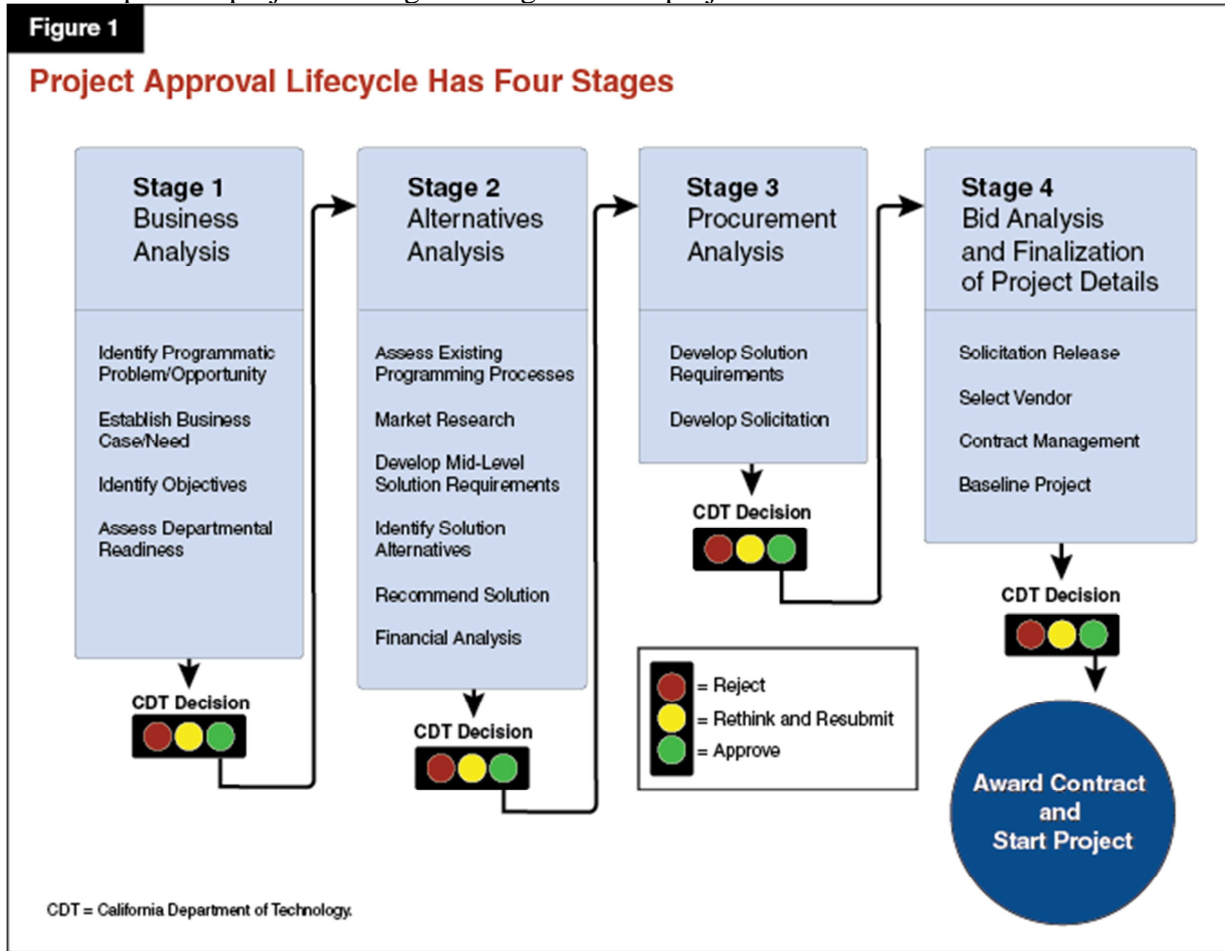 Figure 1
Project Approval Lifecycle Has Four Stages
Stage 1
Business
Analysis
Identify Programmatic
Problem/Opportunity
Establish Business
Case/Need
Identify Objectives
Assess Departmental
Readiness
CDT Decision
Stage 2
Alternatives
Analysis
Assess Existing
Programming Processes
Market Research
Develop Mid-Level
Solution Requirements
Identify Solution
Alternatives
Recommend Solution
Financial Analysis
CDT Decision
Stage 3
Procurement
Analysis
Develop Solution
Requirements
Develop Solicitation
CDT Decision
= Reject
= Rethink and Resubmit
= Approve
Stage 4
Bid Analysis
and Finalization
of Project Details
Solicitation Release
Select Vendor
Contract Management
Baseline Project
CDT Decision
Award Contract
and
Start Project
CDT = California Department of Technology.